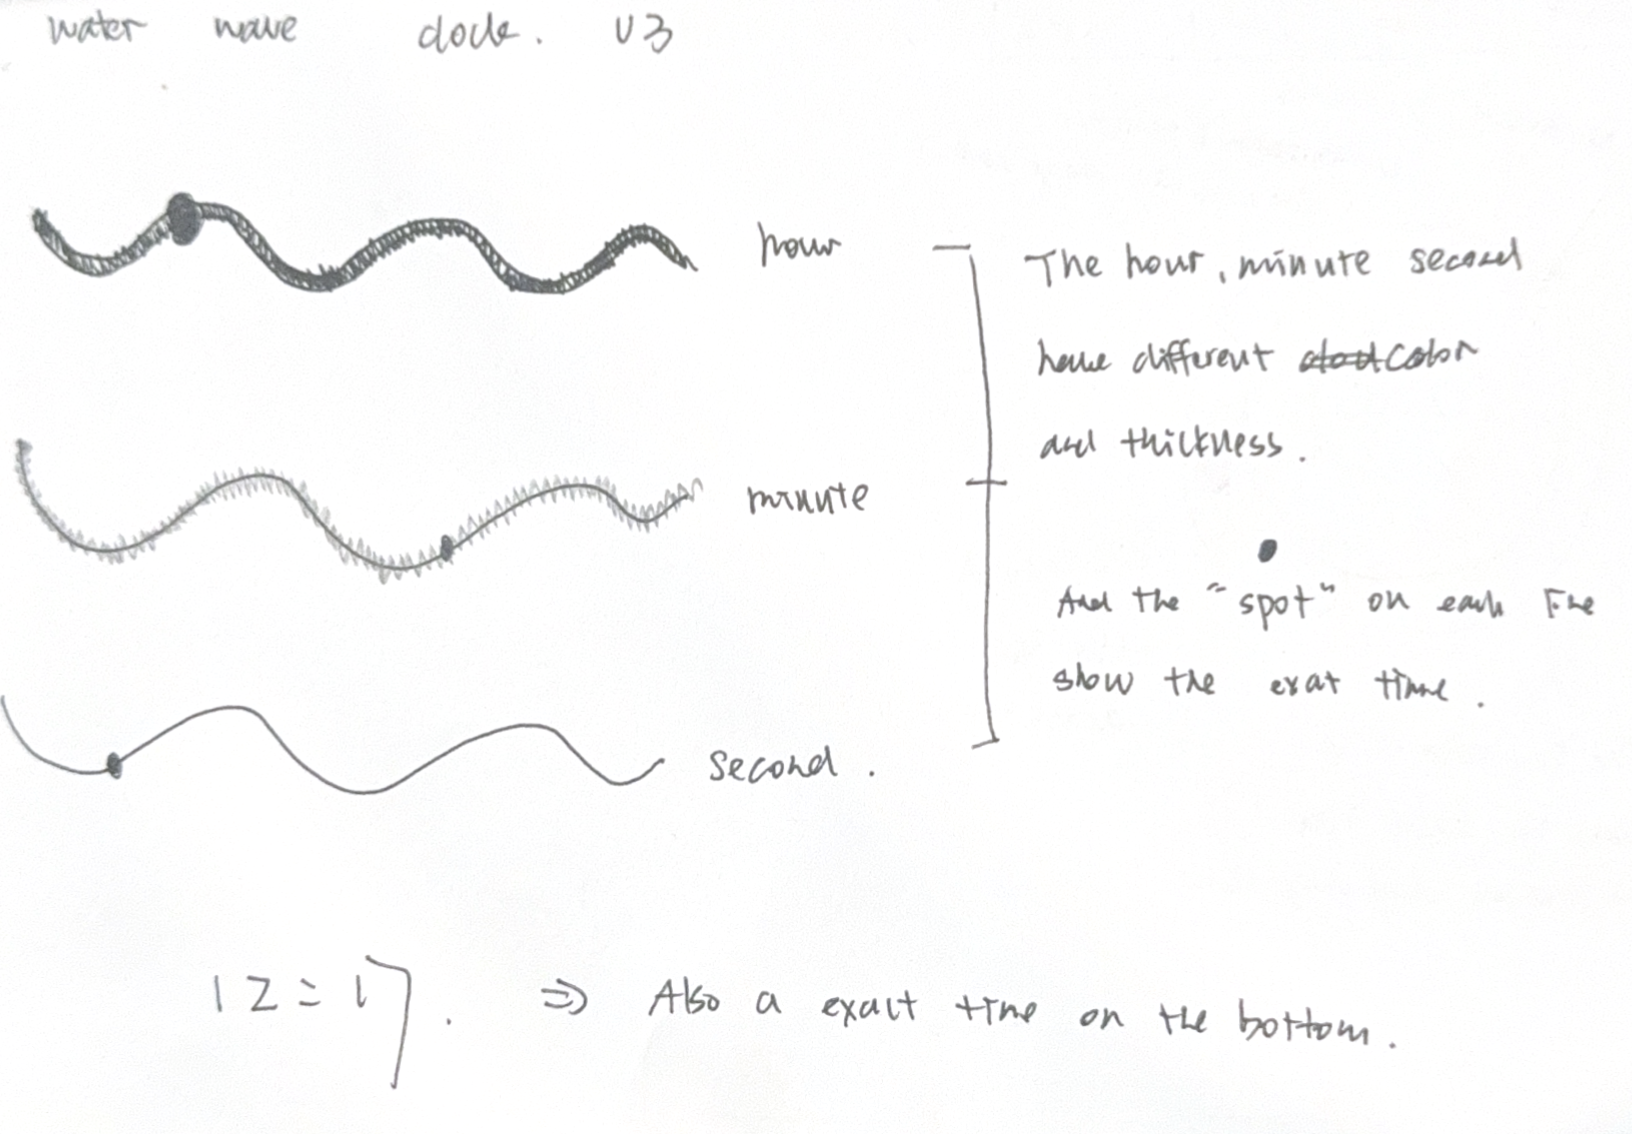 water wave clock. V3
hour
The hour, minute second
have different color
and thickness.
minute
And the "spot" on each line
show the exat time.
second.
12:17. ⇒ Also a exact time on the bottom.